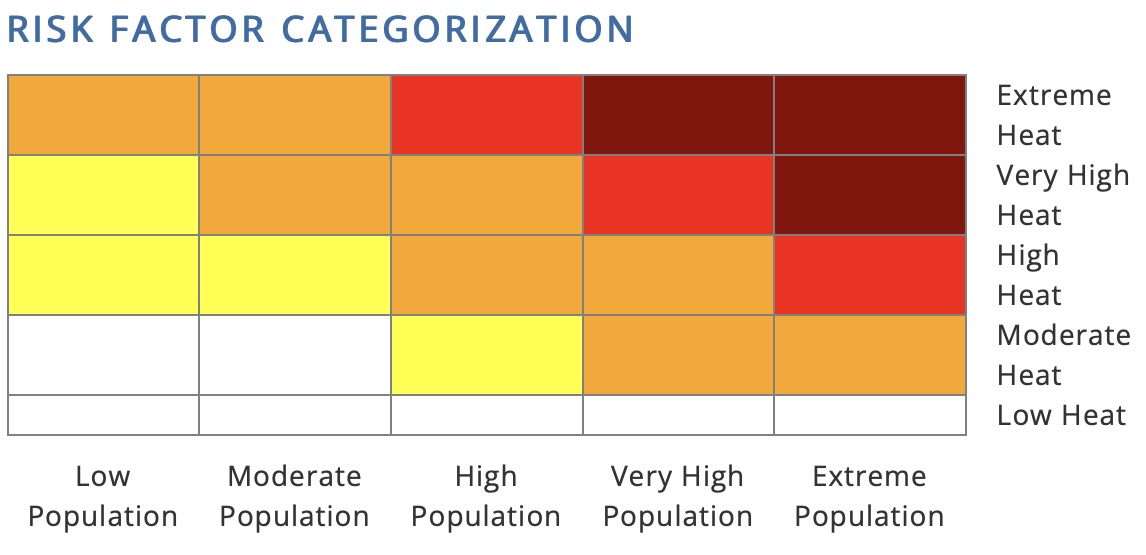 RISK FACTOR CATEGORIZATION
Extreme
Heat
Very High
Heat
High
Heat
Moderate
Heat
Low Heat
Low
Population
Moderate
Population
High
Population
Very High
Population
Extreme
Population